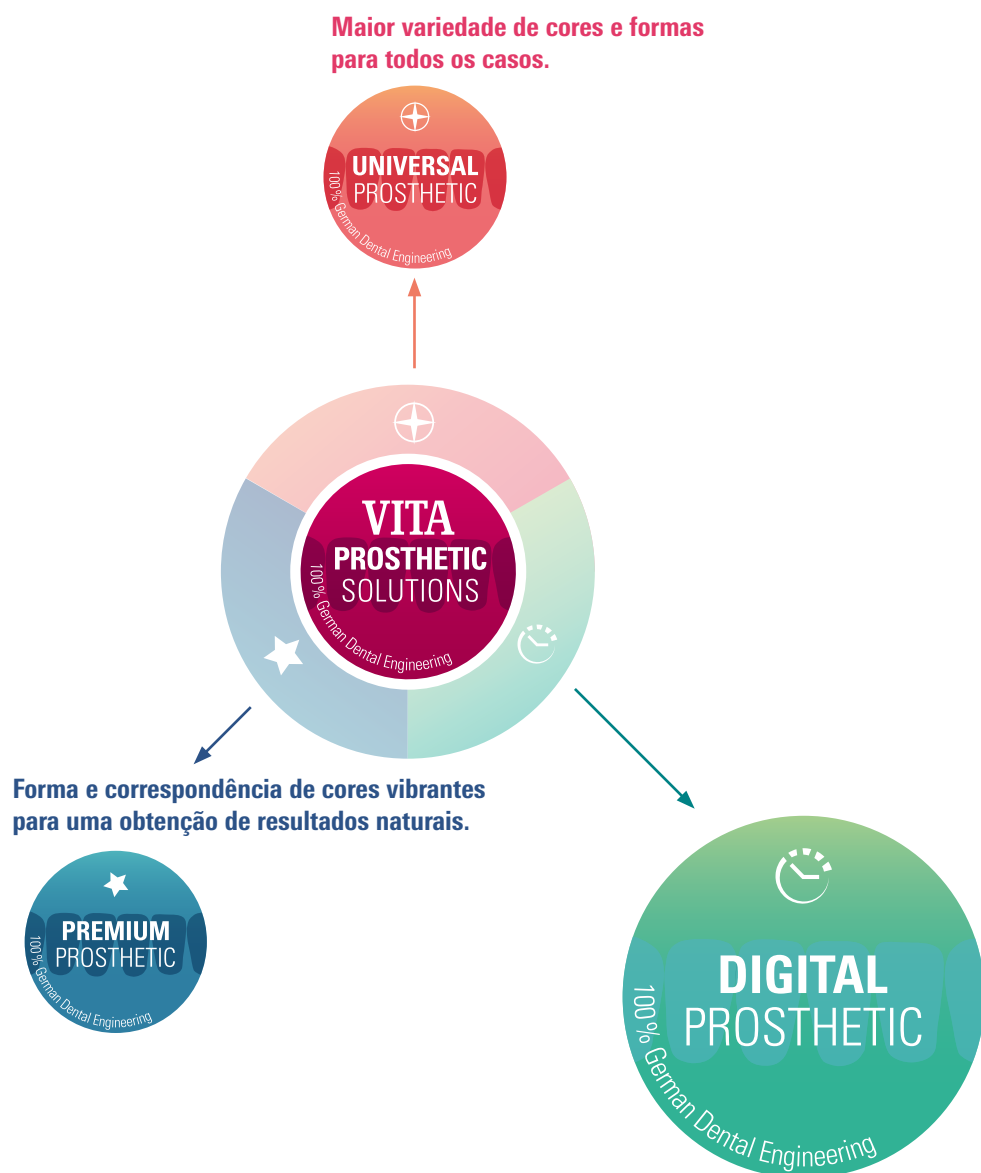 Maior variedade de cores e formas
para todos os casos.
UNIVERSAL
PROSTHETIC
100 % German Dental Engineering
VITA
PROSTHETIC
SOLUTIONS
100 % German Dental Engineering
Forma e correspondência de cores vibrantes
para uma obtenção de resultados naturais.
PREMIUM
PROSTHETIC
100 % German Dental Engineering
DIGITAL
PROSTHETIC
100 % German Dental Engineering